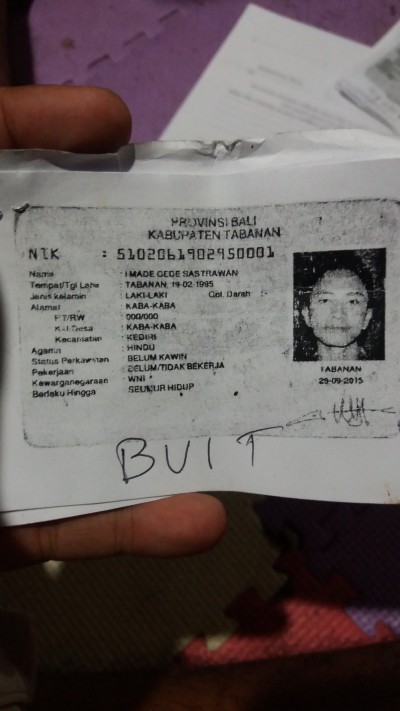 PROVINSI BALI
KABUPATEN TABANAN
NIK : 5102061902950001
Nama : I MADE GEDE SASTRAWAN
Tempat/Tgl Lahir : TABANAN, 19-02-1995
Jenis kelamin : LAKI-LAKI Gol. Darah
Alamat : KABA-KABA
RT/RW : 000/000
Kel/Desa : KABA-KABA
Kecamatan : KEDIRI
Agama : HINDU
Status Perkawinan : BELUM KAWIN
Pekerjaan : BELUM/TIDAK BEKERJA
Kewarganegaraan : WNI
Berlaku Hingga : SEUMUR HIDUP
TABANAN
29-09-2015
BUIT